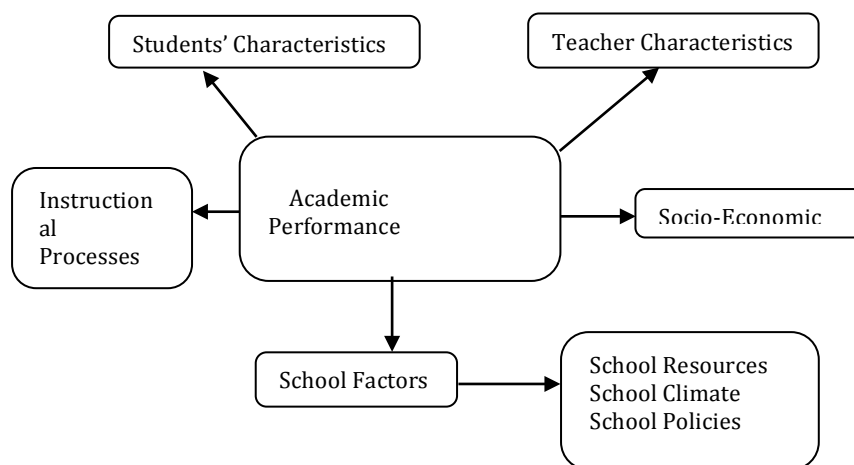 Students’ Characteristics
Teacher Characteristics
Instruction
al
Processes
Academic
Performance
Socio-Economic
School Factors
School Resources
School Climate
School Policies